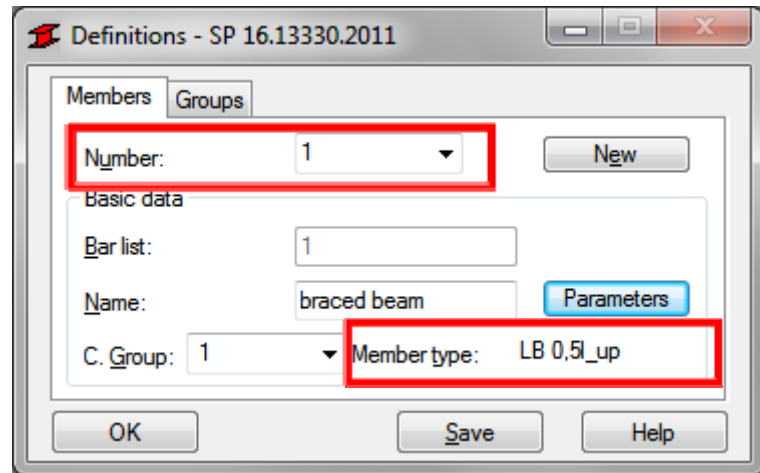 Definitions - SP 16.13330.2011
Members Groups
Number: 1 New
Basic data
Bar list: 1
Name: braced beam Parameters
C. Group: 1 Member type: LB 0,5l_up
OK Save Help